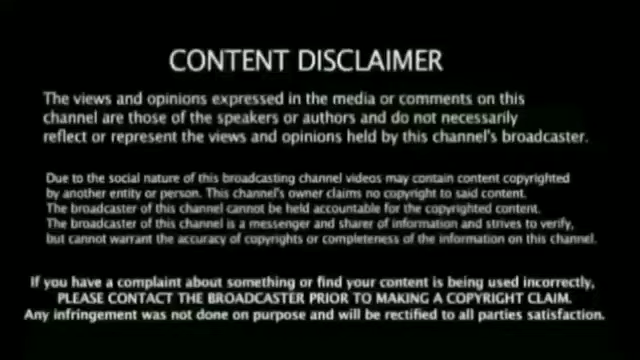 CONTENT DISCLAIMER
The views and opinions expressed in the media or comments on this
channel are those of the speakers or authors and do not necessarily
reflect or represent the views and opinions held by this channel's broadcaster.
Due to the social nature of this broadcasting channel videos may contain content copyrighted
by another entity or person. This channel's owner claims no copyright to said content.
The broadcaster of this channel cannot be held accountable for the copyrighted content.
The broadcaster of this channel is a messenger and sharer of information and strives to verify,
but cannot warrant the accuracy of copyrights or completeness of the information on this channel.
If you have a complaint about something or find your content is being used incorrectly,
PLEASE CONTACT THE BROADCASTER PRIOR TO MAKING A COPYRIGHT CLAIM.
Any infringement was not done on purpose and will be rectified to all parties satisfaction.